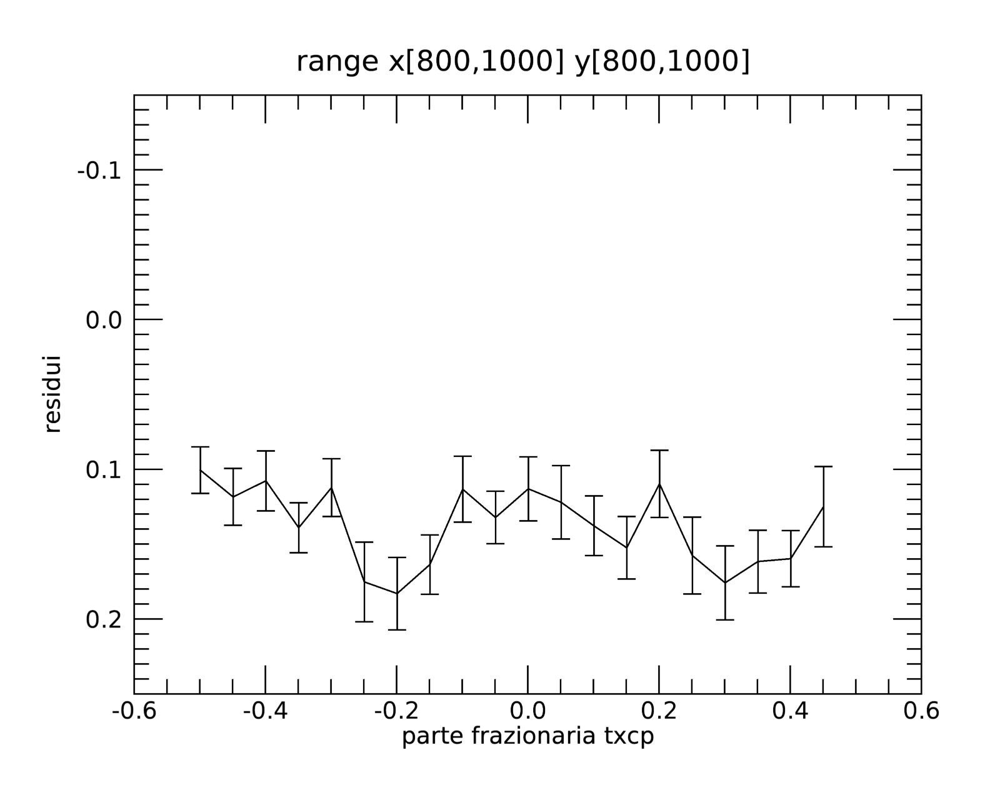 range x[800,1000] y[800,1000]
-0.1
0.0
0.1
0.2
residui
-0.6 -0.4 -0.2 0.0 0.2 0.4 0.6
parte frazionaria txcp